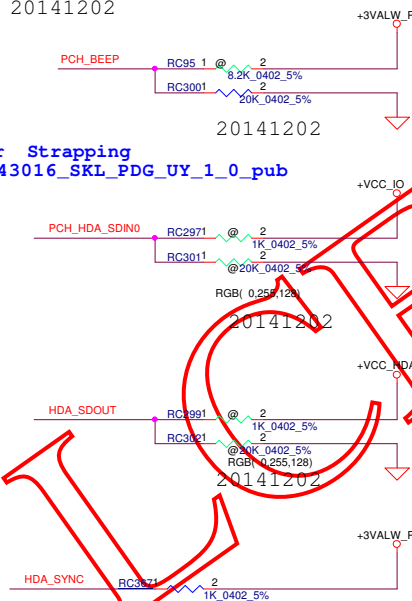 20141202
+3VALW_P
PCH_BEEP
RC95 1 @ 2
8.2K_0402_5%
RC3001 2
20K_0402_5%
20141202
r Strapping
43016_SKL_PDG_UY_1_0_pub
+VCC_IO
PCH_HDA_SDIN0
RC2971 @ 2
1K_0402_5%
RC3011 2
@20K_0402_5%
RGB( 0,255,128)
20141202
+VCC_HDA
HDA_SDOUT
RC2991 @ 2
1K_0402_5%
RC3021 2
@20K_0402_5%
RGB( 0,255,128)
20141202
+3VALW_P
HDA_SYNC
RC3671 2
1K_0402_5%
LC